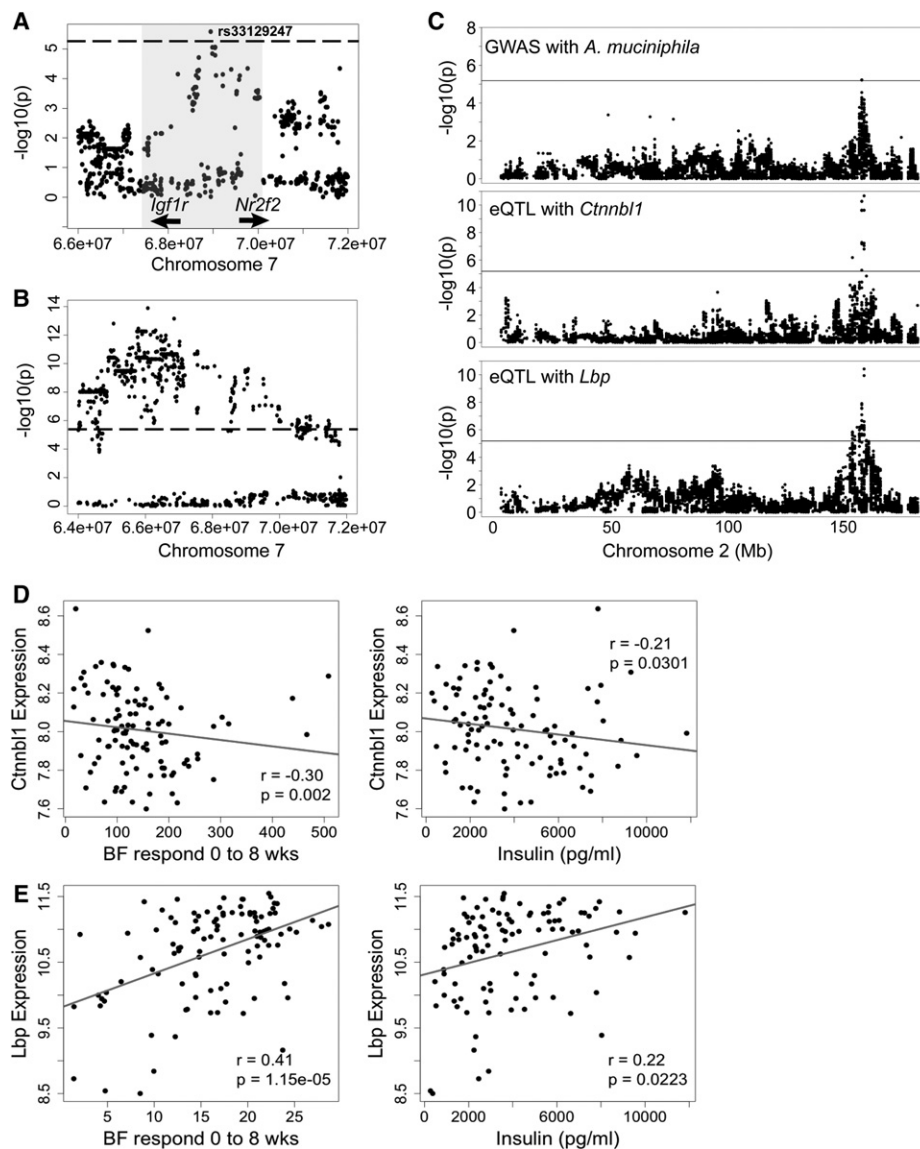 A
rs33129247
-log10(p)
5
4
3
2
1
0
Igf1r
Nr2f2
6.6e+07
6.8e+07
7.0e+07
7.2e+07
Chromosome 7
B
-log10(p)
14
12
10
8
6
4
2
0
6.4e+07
6.6e+07
6.8e+07
7.0e+07
7.2e+07
Chromosome 7
C
GWAS with A. muciniphila
-log10(p)
8
6
4
2
0
eQTL with Ctnnbl1
-log10(p)
10
8
6
4
2
0
eQTL with Lbp
-log10(p)
10
8
6
4
2
0
0
50
100
150
Chromosome 2 (Mb)
D
Ctnnbl1 Expression
8.6
8.4
8.2
8.0
7.8
7.6
r = -0.30
p = 0.002
0
100
200
300
400
500
BF respond 0 to 8 wks
Ctnnbl1 Expression
8.6
8.4
8.2
8.0
7.8
7.6
r = -0.21
p = 0.0301
0
2000
6000
10000
Insulin (pg/ml)
E
Lbp Expression
11.5
10.5
9.5
8.5
r = 0.41
p = 1.15e-05
5
10
15
20
25
BF respond 0 to 8 wks
Lbp Expression
11.5
10.5
9.5
8.5
r = 0.22
p = 0.0223
0
2000
6000
10000
Insulin (pg/ml)